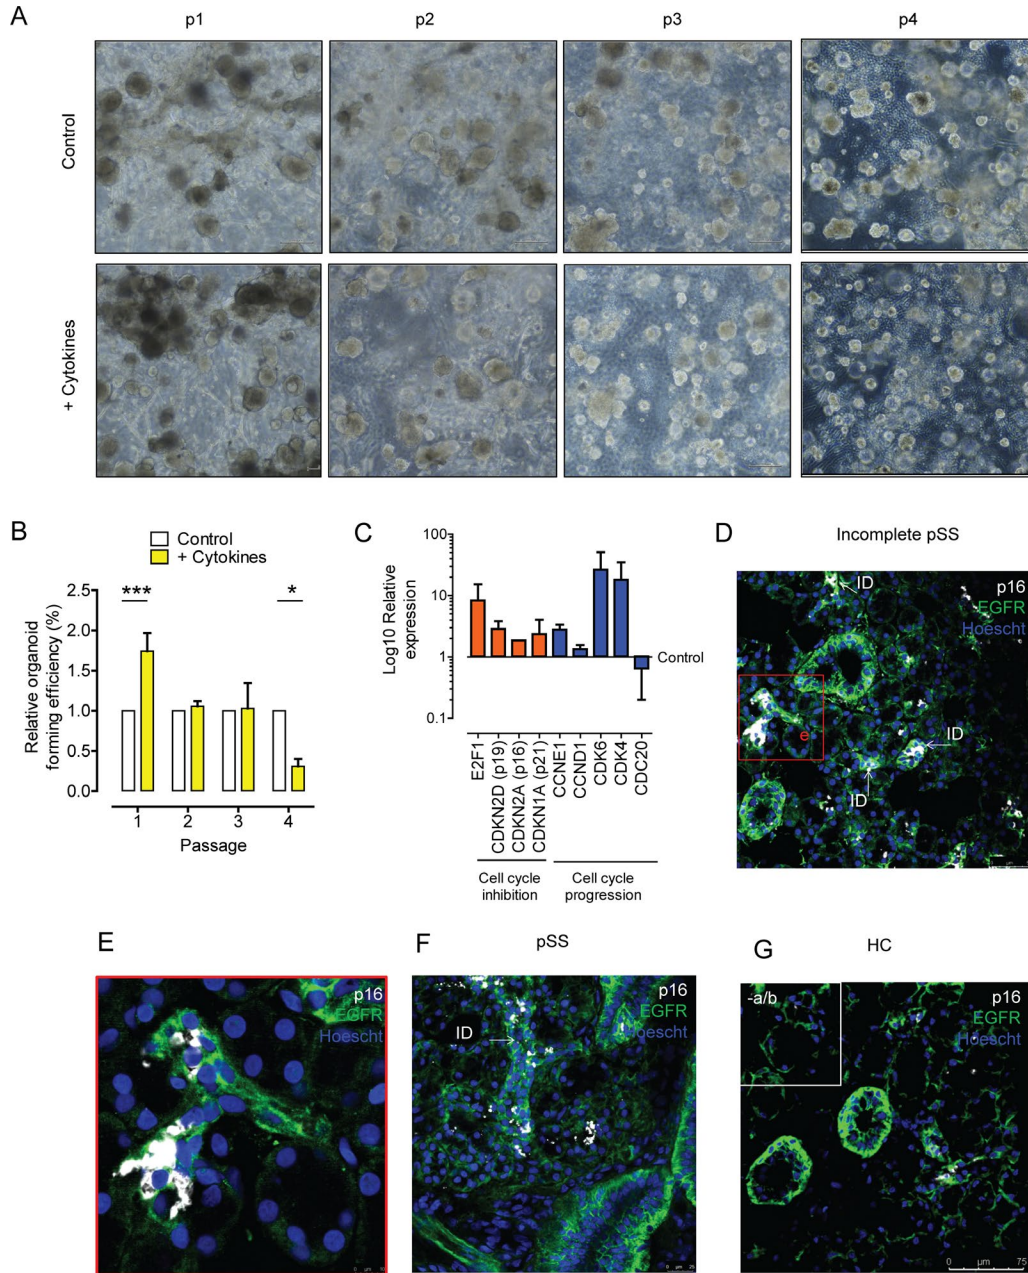 A
p1 p2 p3 p4
Control
+ Cytokines
B
Control
+ Cytokines
Relative organoid
forming efficiency (%)
2.5
2.0
1.5
1.0
0.5
0.0
***
*
1 2 3 4
Passage
C
Log10 Relative
expression
100
10
1
0.1
Control
E2F1
CDKN2D (p19)
CDKN2A (p16)
CDKN1A (p21)
CCNE1
CCND1
CDK6
CDK4
CDC20
Cell cycle
inhibition
Cell cycle
progression
D
Incomplete pSS
p16
EGFR
Hoescht
ID
e
ID
ID
E
p16
EGFR
Hoescht
F
pSS
p16
EGFR
Hoescht
ID
G
HC
-a/b
p16
EGFR
Hoescht
0 µm 75